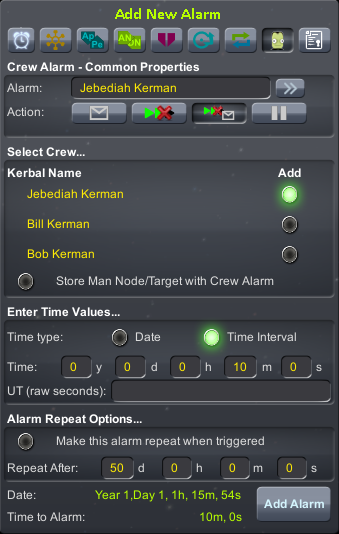 Add New Alarm
Ap Pe AN DN
Crew Alarm - Common Properties
Alarm: Jebediah Kerman
Action:
Select Crew...
Kerbal Name Add
Jebediah Kerman
Bill Kerman
Bob Kerman
Store Man Node/Target with Crew Alarm
Enter Time Values...
Time type: Date Time Interval
Time: 0 y 0 d 0 h 10 m 0 s
UT (raw seconds):
Alarm Repeat Options...
Make this alarm repeat when triggered
Repeat After: 50 d 0 h 0 m 0 s
Date: Year 1,Day 1, 1h, 15m, 54s
Time to Alarm: 10m, 0s
Add Alarm